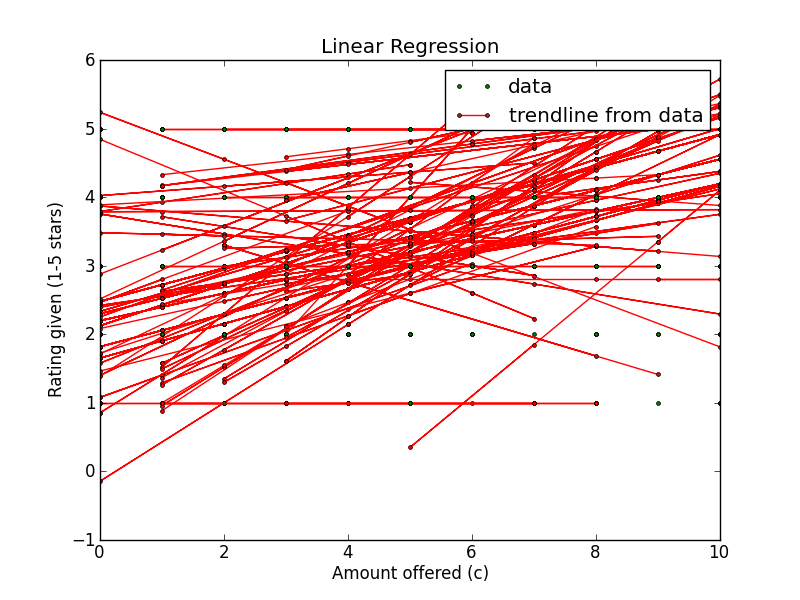 Linear Regression
data
trendline from data
6
5
4
3
2
1
0
−1
Rating given (1-5 stars)
0 2 4 6 8 10
Amount offered (c)